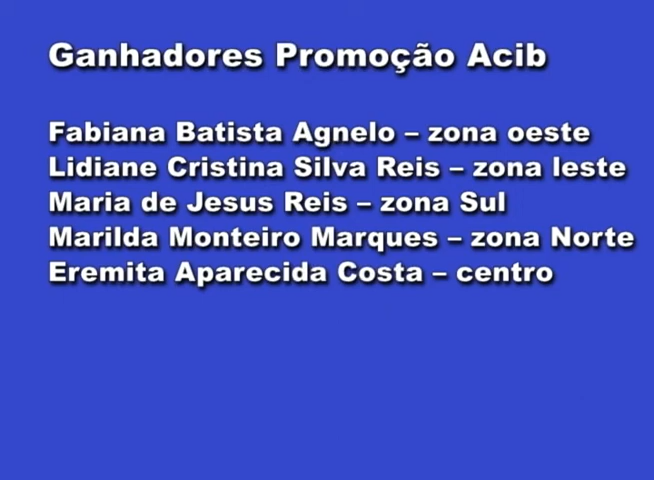 Ganhadores Promoção Acib
Fabiana Batista Agnelo – zona oeste
Lidiane Cristina Silva Reis – zona leste
Maria de Jesus Reis – zona Sul
Marilda Monteiro Marques – zona Norte
Eremita Aparecida Costa – centro